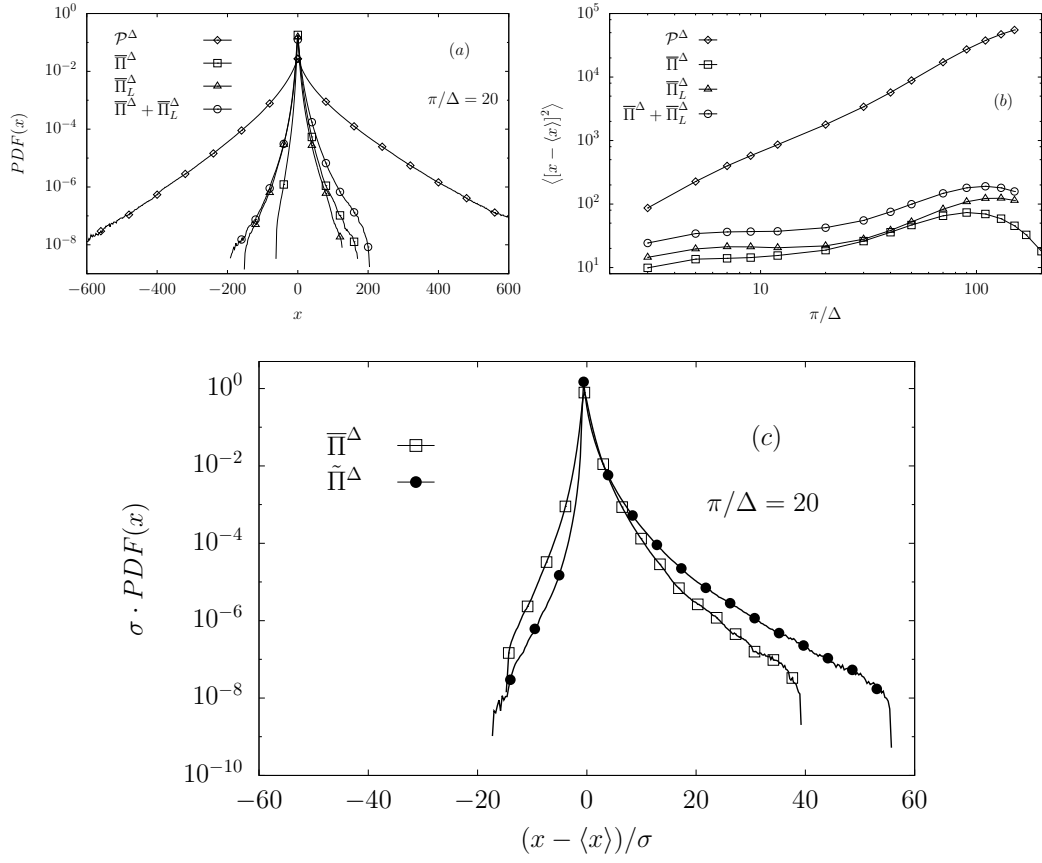 10^0
10^-2
10^-4
10^-6
10^-8
−600 −400 −200 0 200 400 600
PDF(x)
x
𝒫^Δ
Π̅^Δ
Π̅_L^Δ
Π̅^Δ + Π̅_L^Δ
(a)
π/Δ = 20
10^5
10^4
10^3
10^2
10^1
10 100
⟨[x − ⟨x⟩]^2⟩
π/Δ
𝒫^Δ
Π̅^Δ
Π̅_L^Δ
Π̅^Δ + Π̅_L^Δ
(b)
10^0
10^−2
10^−4
10^−6
10^−8
10^−10
−60 −40 −20 0 20 40 60
σ · PDF(x)
(x − ⟨x⟩)/σ
Π̅^Δ
Π̃^Δ
(c)
π/Δ = 20